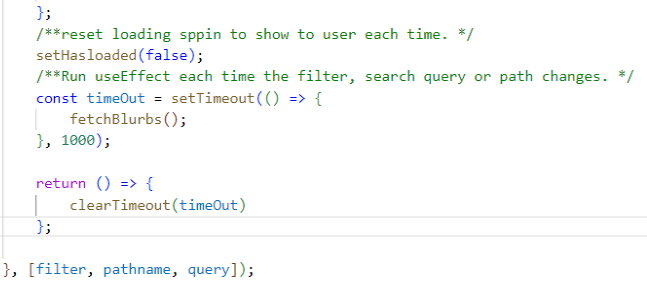 };
/**reset loading sppin to show to user each time. */
setHasloaded(false);
/**Run useEffect each time the filter, search query or path changes. */
const timeOut = setTimeout(() => {
fetchBlurbs();
}, 1000);
return () => {
clearTimeout(timeOut)
};
}, [filter, pathname, query]);